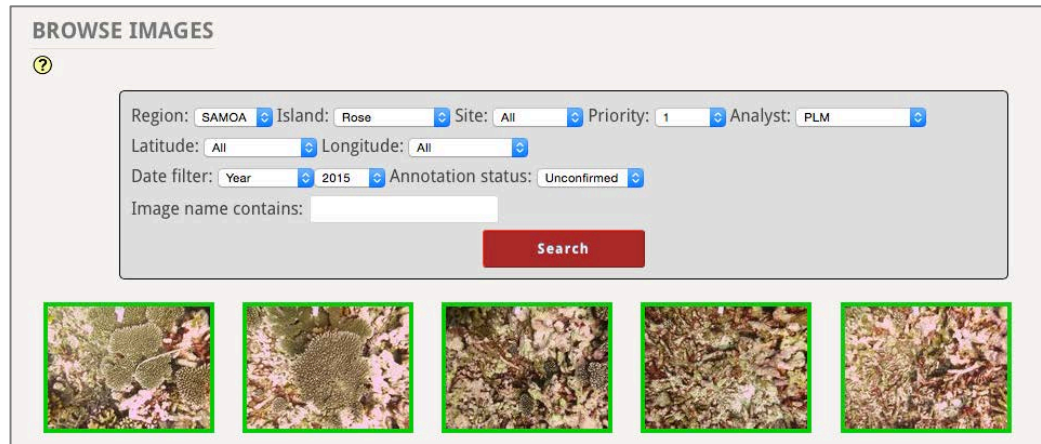 BROWSE IMAGES
?
Region: SAMOA Island: Rose Site: All Priority: 1 Analyst: PLM
Latitude: All Longitude: All
Date filter: Year 2015 Annotation status: Unconfirmed
Image name contains:
Search